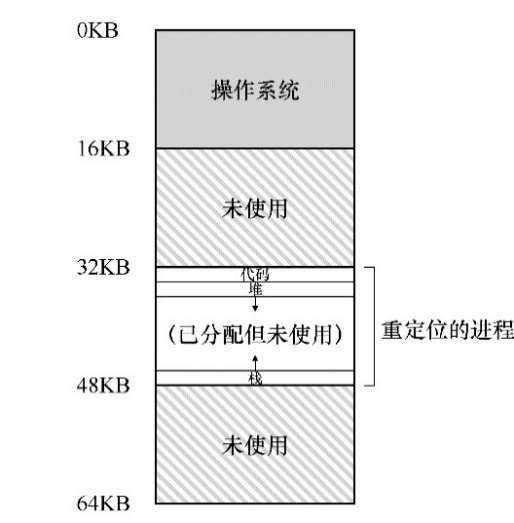 0KB
操作系统
16KB
未使用
32KB
代码
堆
(已分配但未使用)
重定位的进程
栈
48KB
未使用
64KB